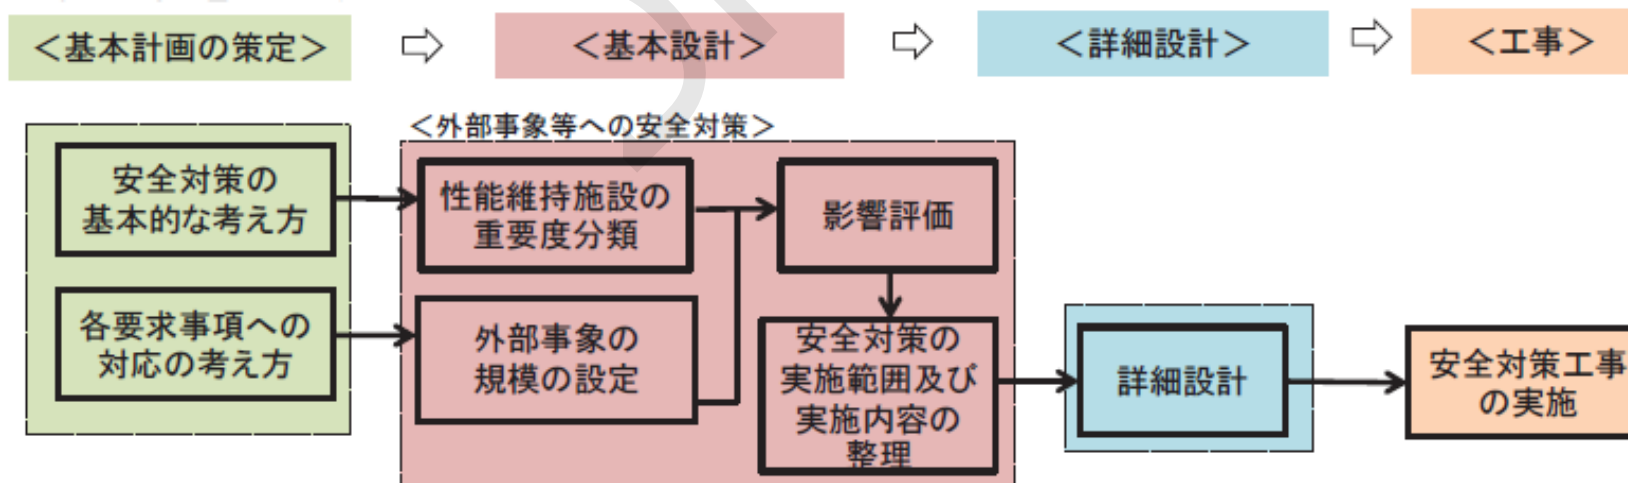 ＜基本計画の策定＞
＜基本設計＞
＜詳細設計＞
＜工事＞
＜外部事象等への安全対策＞
安全対策の
基本的な考え方
各要求事項への
対応の考え方
性能維持施設の
重要度分類
外部事象の
規模の設定
影響評価
安全対策の
実施範囲及び
実施内容の
整理
詳細設計
安全対策工事
の実施